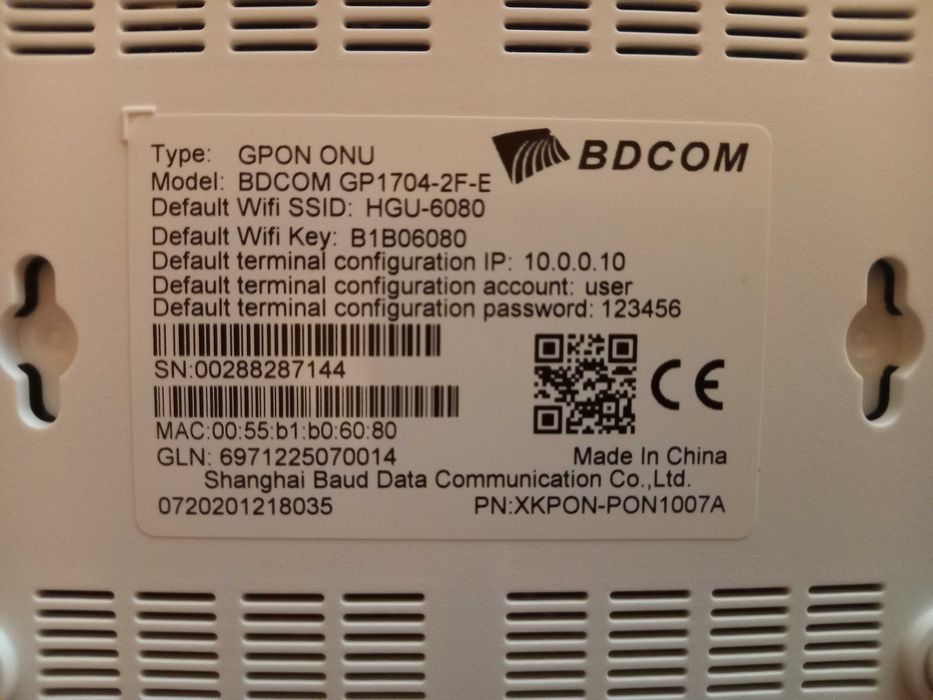 BDCOM
Type: GPON ONU
Model: BDCOM GP1704-2F-E
Default Wifi SSID: HGU-6080
Default Wifi Key: B1B06080
Default terminal configuration IP: 10.0.0.10
Default terminal configuration account: user
Default terminal configuration password: 123456
SN:00288287144
CE
MAC:00:55:b1:b0:60:80
GLN: 6971225070014 Made In China
Shanghai Baud Data Communication Co.,Ltd.
0720201218035 PN:XKPON-PON1007A